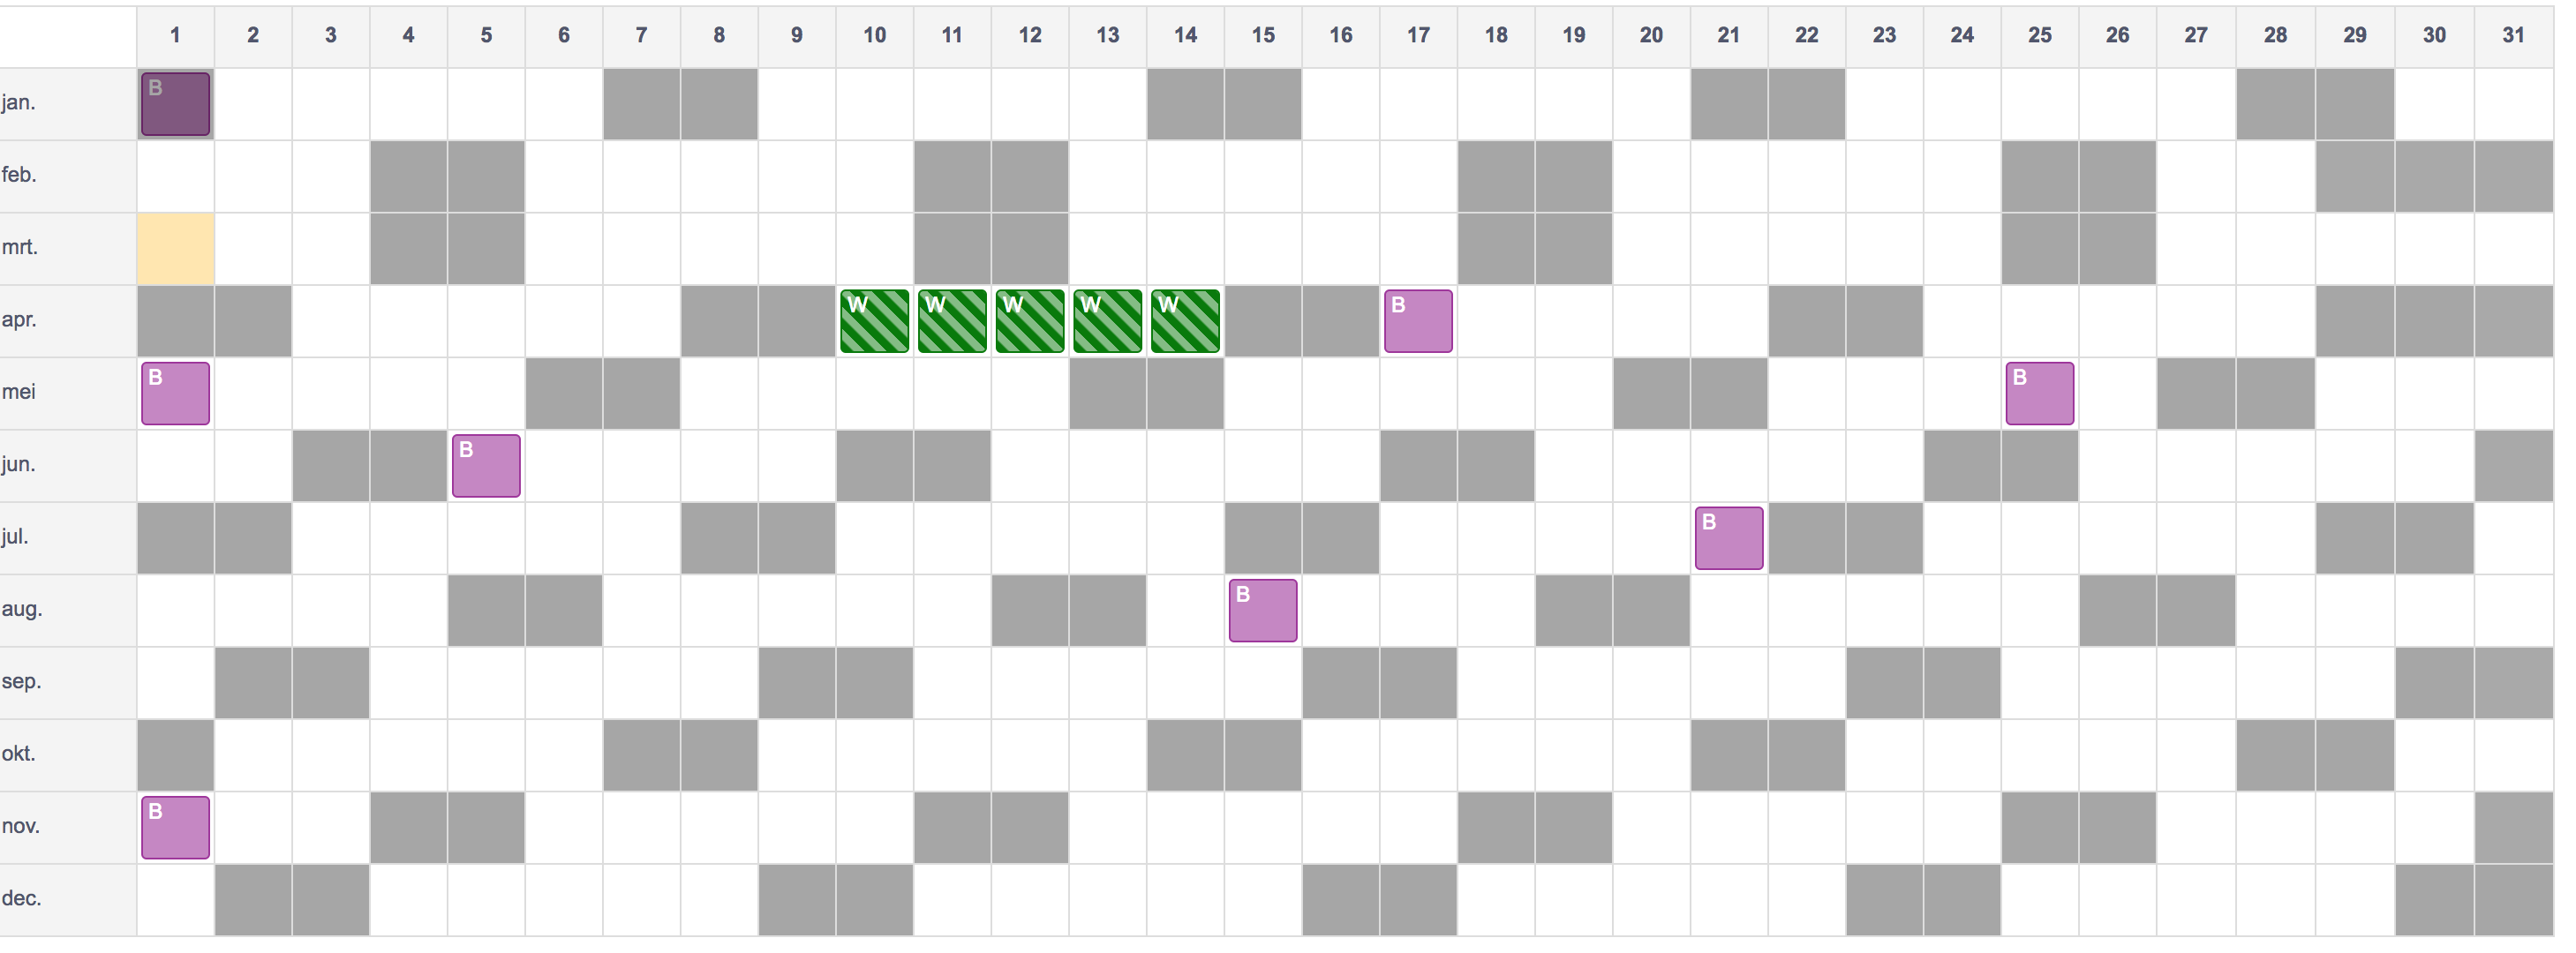 1 2 3 4 5 6 7 8 9 10 11 12 13 14 15 16 17 18 19 20 21 22 23 24 25 26 27 28 29 30 31
jan. B
feb.
mrt.
apr. W W W W W B
mei B B
jun. B
jul. B
aug. B
sep.
okt.
nov. B
dec.